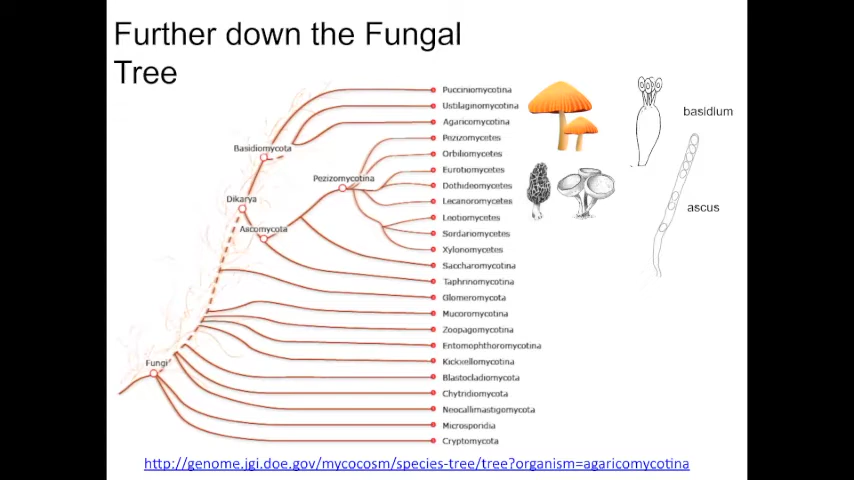 Further down the Fungal
Tree
Pucciniomycotina
Ustilaginomycotina
Agaricomycotina
Basidiomycota
Pezizomycetes
Orbiliomycetes
Eurotiomycetes
Pezizomycotina
Dothideomycetes
Lecanoromycetes
Dikarya
Leotiomycetes
Ascomycota
Sordariomycetes
Xylonomycetes
Saccharomycotina
Taphrinomycotina
Glomeromycota
Mucoromycotina
Zoopagomycotina
Entomophthoromycotina
Fungi
Kickxellomycotina
Blastocladiomycota
Chytridiomycota
Neocallimastigomycota
Microsporidia
Cryptomycota
basidium
ascus
http://genome.jgi.doe.gov/mycocosm/species-tree/tree?organism=agaricomycotina